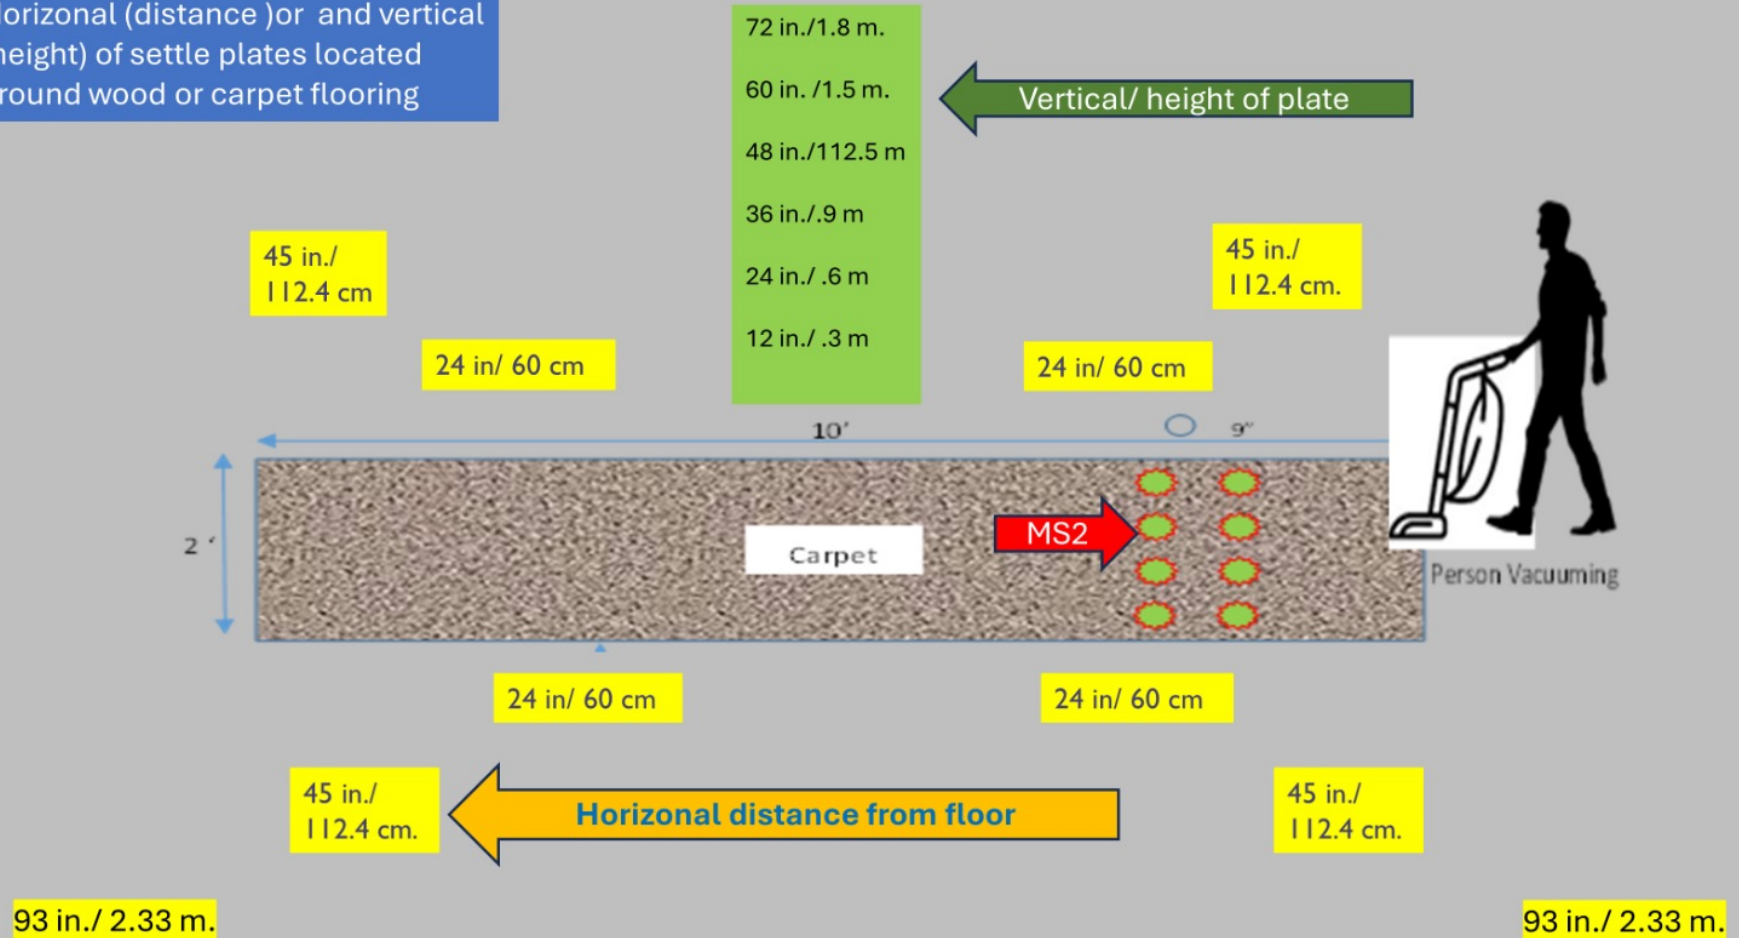 orizonal (distance )or and vertical
height) of settle plates located
round wood or carpet flooring
72 in./1.8 m.
60 in. /1.5 m.
48 in./112.5 m
36 in./.9 m
24 in./ .6 m
12 in./ .3 m
Vertical/ height of plate
45 in./
112.4 cm
45 in./
112.4 cm.
24 in/ 60 cm
24 in/ 60 cm
10'
9"
2 '
Carpet
MS2
Person Vacuuming
24 in/ 60 cm
24 in/ 60 cm
45 in./
112.4 cm.
Horizonal distance from floor
45 in./
112.4 cm.
93 in./ 2.33 m.
93 in./ 2.33 m.